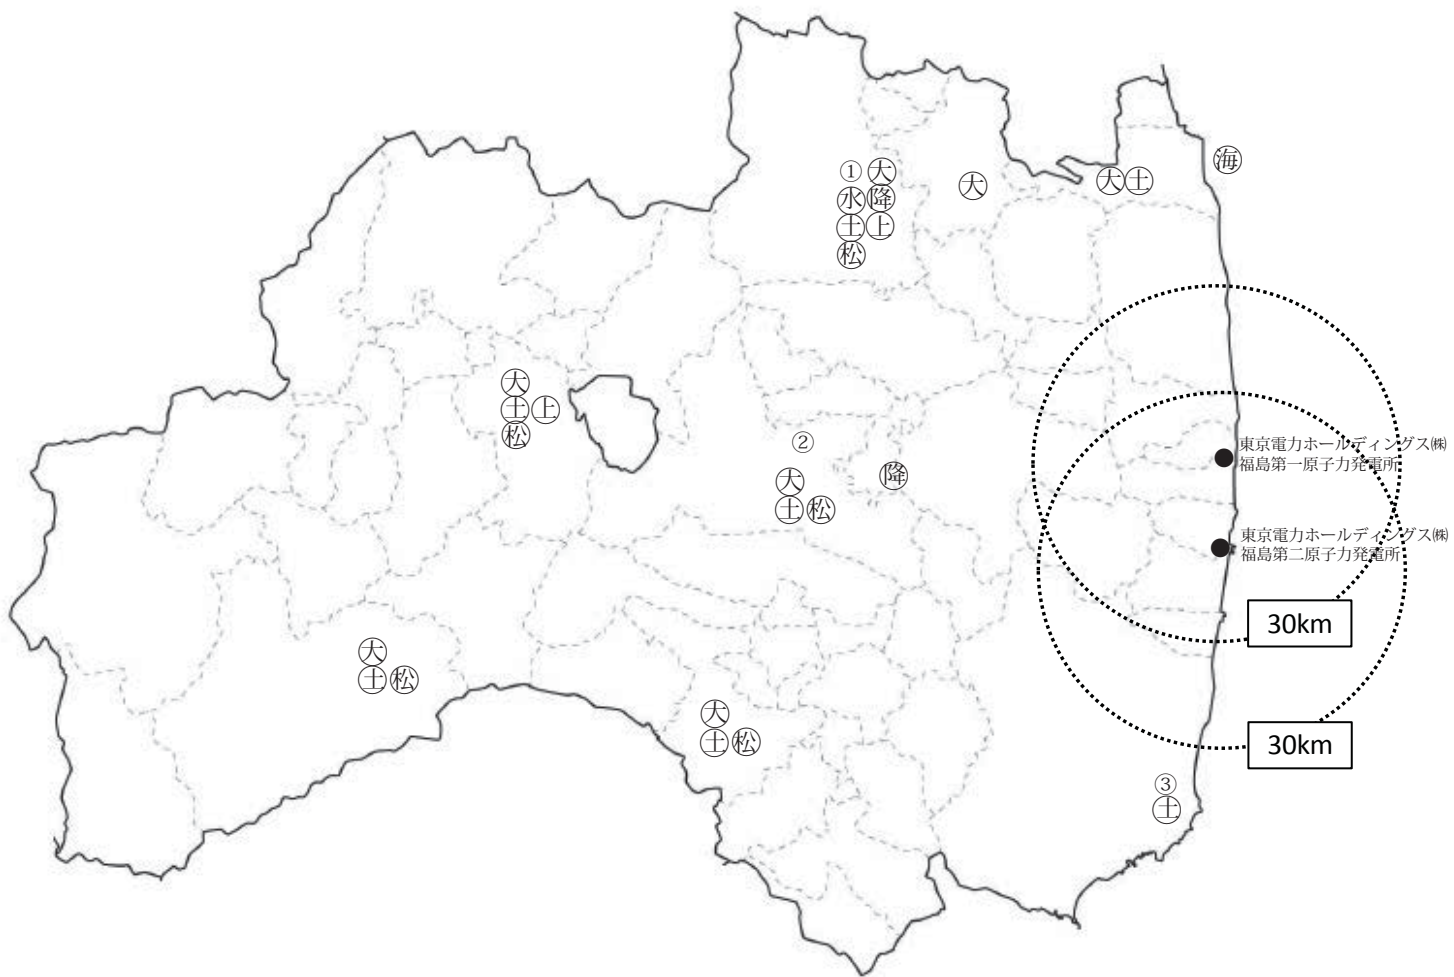 海
①大
水降
土上
松
大
大土
大
土上
松
②
大
土松
降
東京電力ホールディングス㈱
福島第一原子力発電所
東京電力ホールディングス㈱
福島第二原子力発電所
30km
大
土松
大
土松
30km
③
土